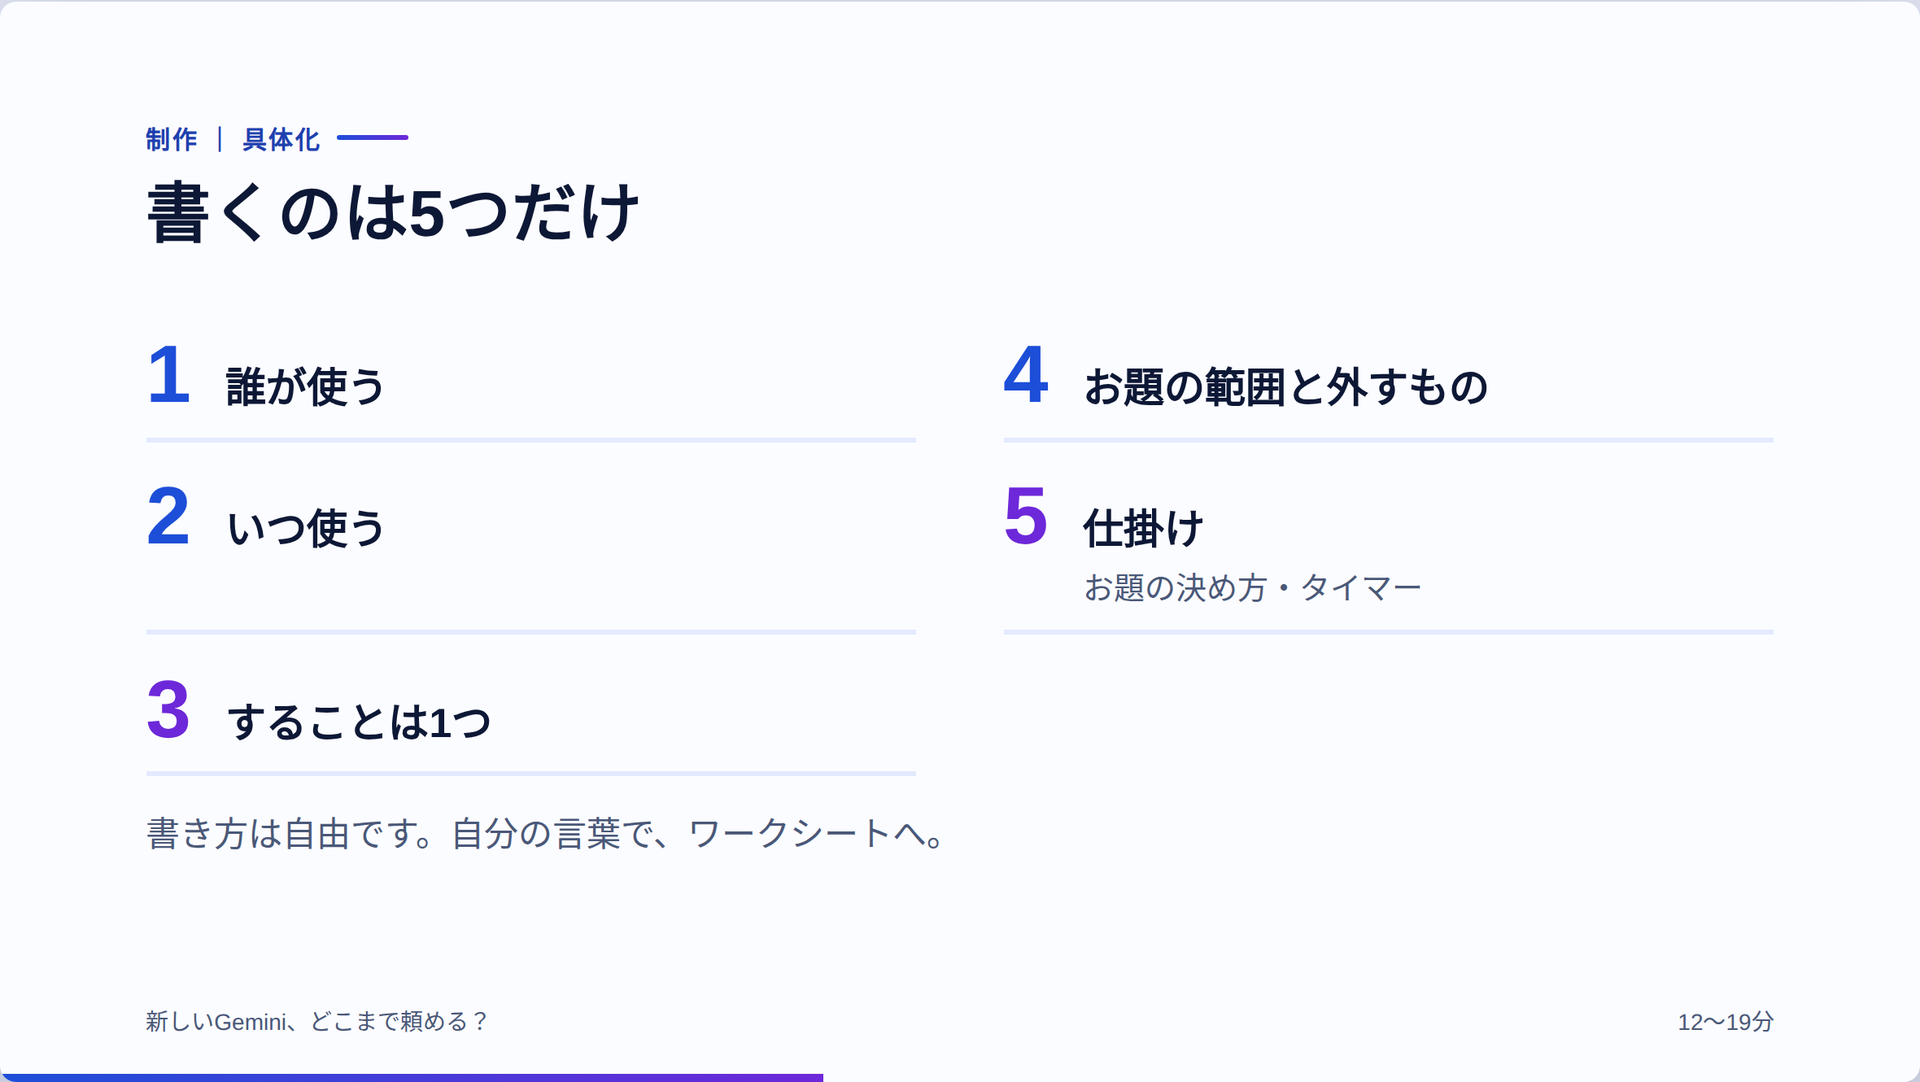 制作 ｜ 具体化
書くのは5つだけ
1 誰が使う
2 いつ使う
3 することは1つ
4 お題の範囲と外すもの
5 仕掛け
お題の決め方・タイマー
書き方は自由です。自分の言葉で、ワークシートへ。
新しいGemini、どこまで頼める？
12〜19分